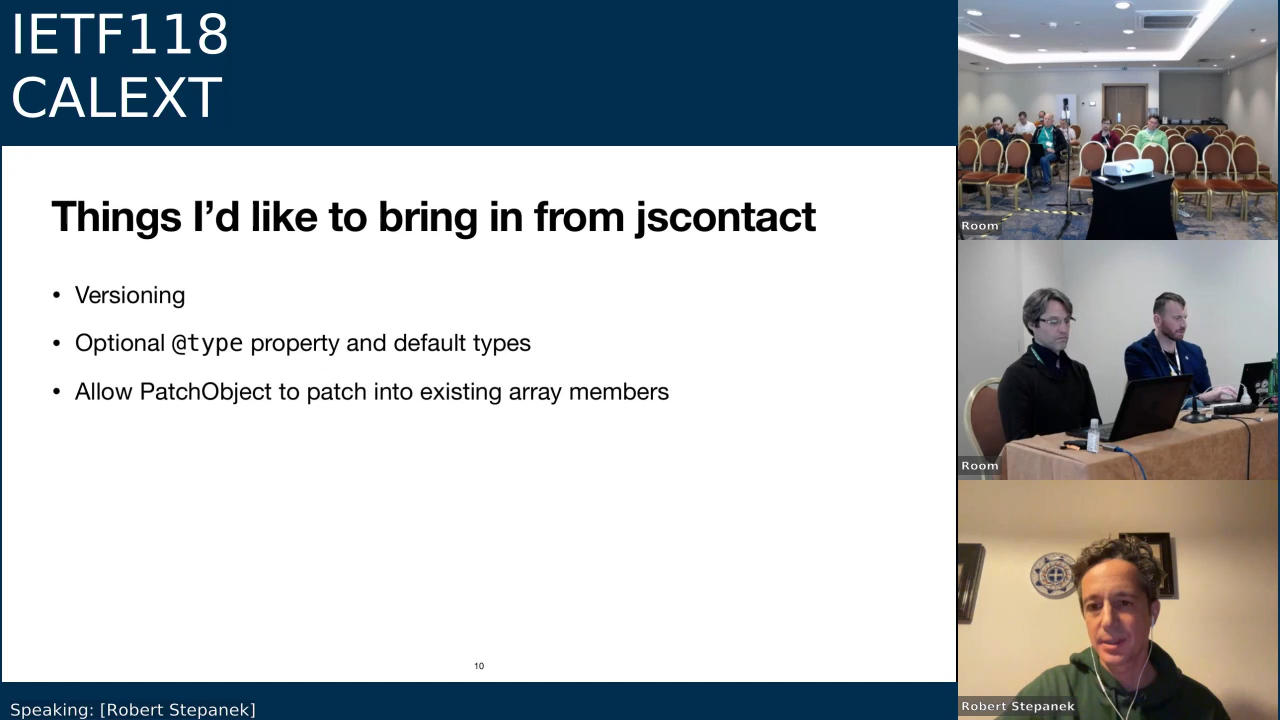 IETF118
CALEXT
Things I’d like to bring in from jscontact
• Versioning
• Optional @type property and default types
• Allow PatchObject to patch into existing array members
10
Speaking: [Robert Stepanek]
Room
Room
Robert Stepanek